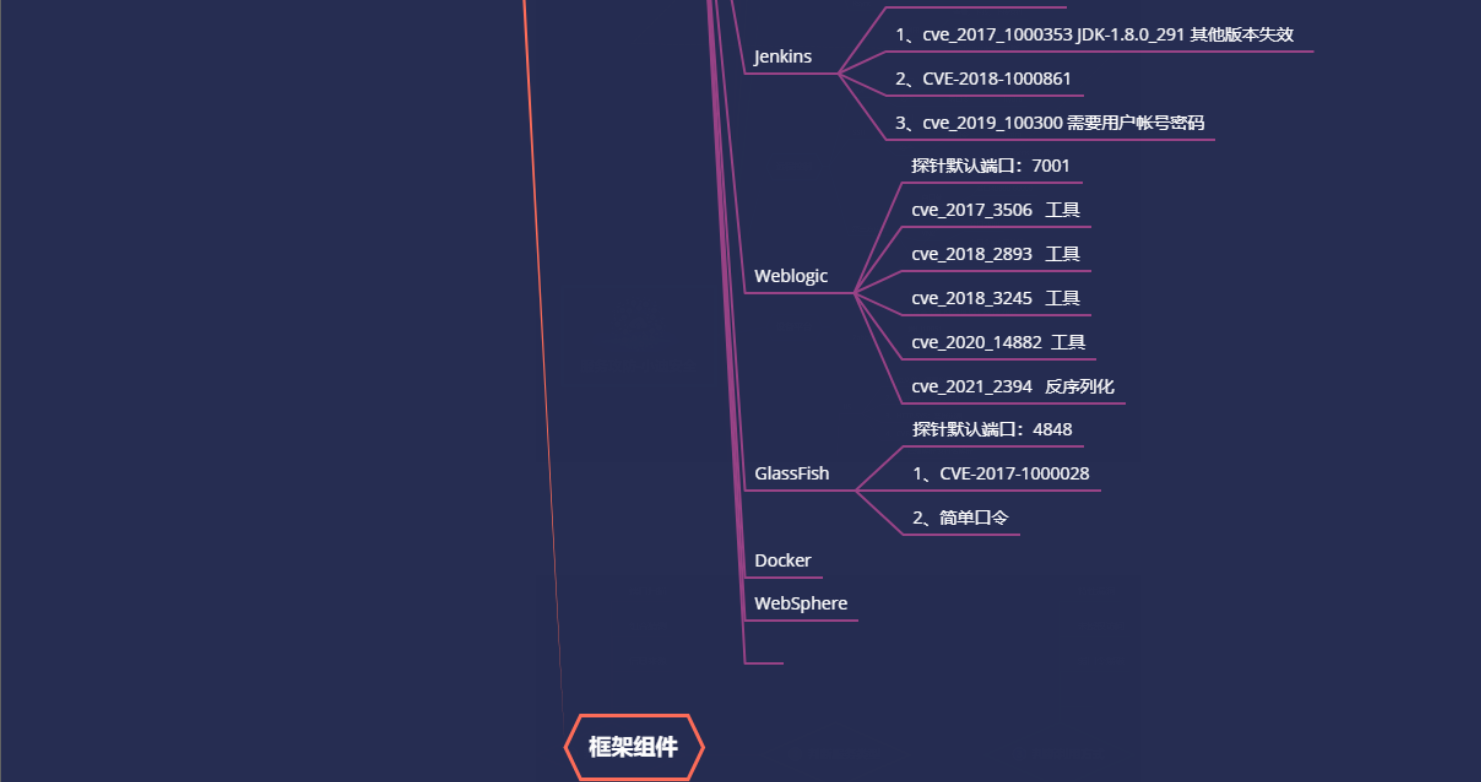 Jenkins
1、cve_2017_1000353 JDK-1.8.0_291 其他版本失效
2、CVE-2018-1000861
3、cve_2019_100300 需要用户帐号密码
Weblogic
探针默认端口：7001
cve_2017_3506 工具
cve_2018_2893 工具
cve_2018_3245 工具
cve_2020_14882 工具
cve_2021_2394 反序列化
GlassFish
探针默认端口：4848
1、CVE-2017-1000028
2、简单口令
Docker
WebSphere
框架组件